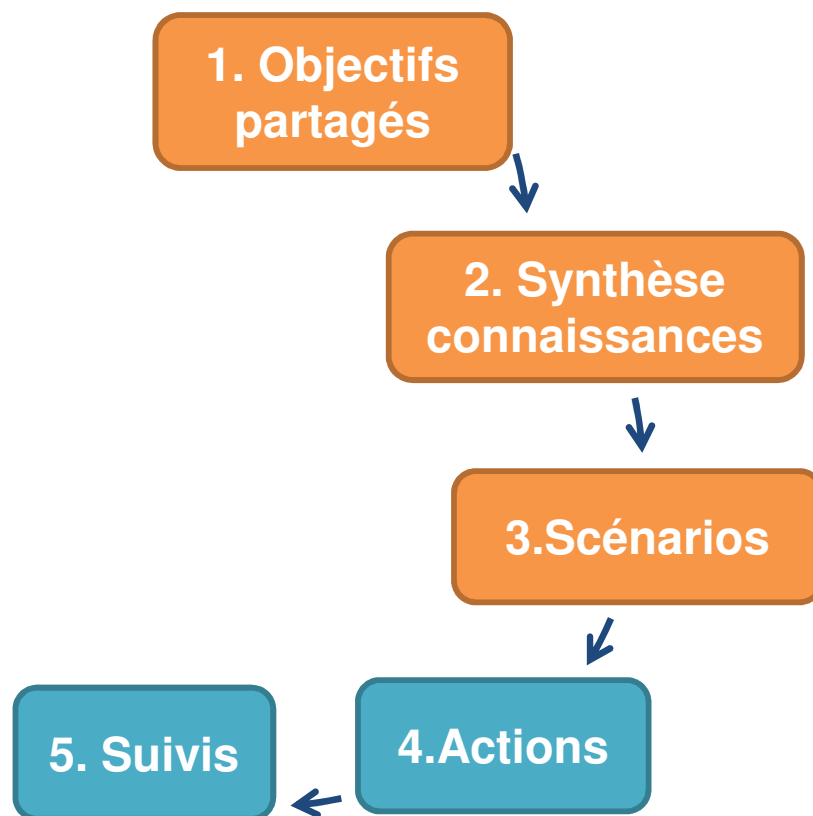 1. Objectifs
partagés
2. Synthèse
connaissances
3.Scénarios
4.Actions
5. Suivis